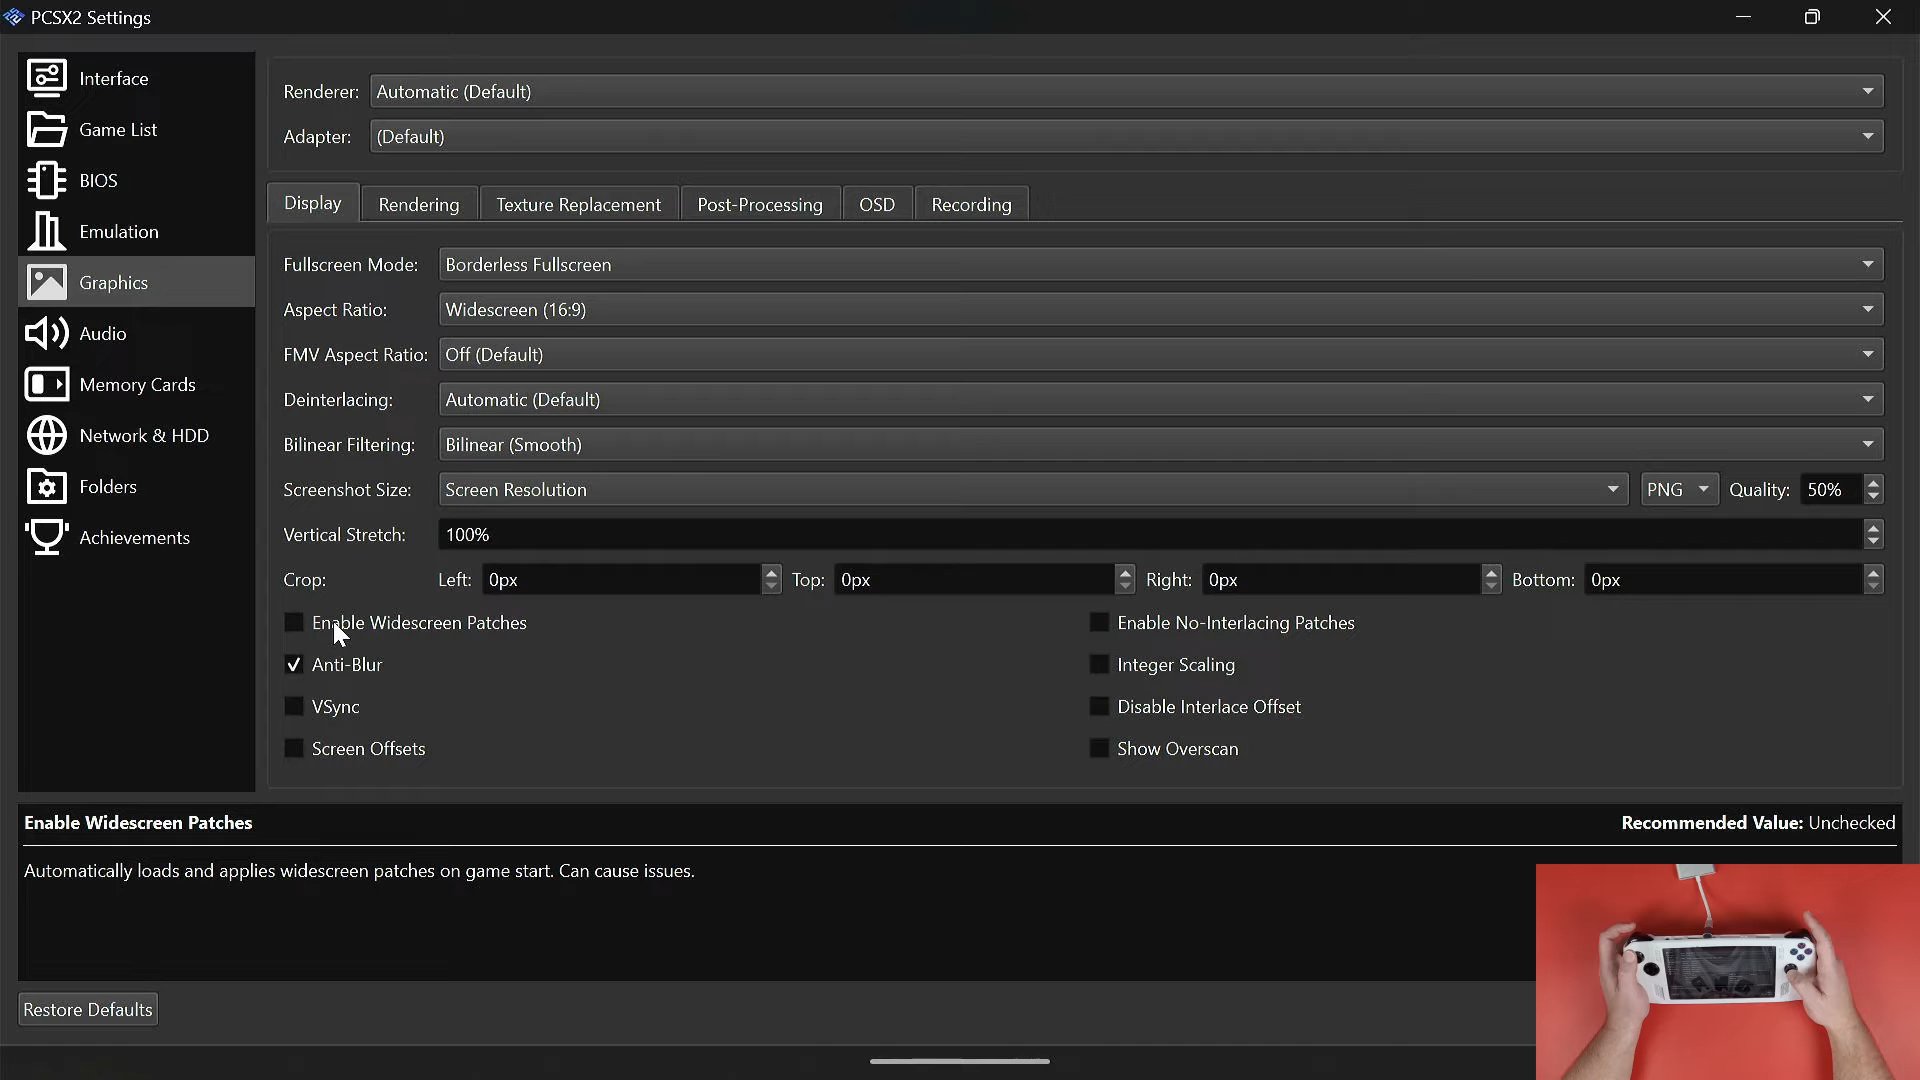 PCSX2 Settings
Interface
Game List
BIOS
Emulation
Graphics
Audio
Memory Cards
Network & HDD
Folders
Achievements
Renderer: Automatic (Default)
Adapter: (Default)
Display Rendering Texture Replacement Post-Processing OSD Recording
Fullscreen Mode: Borderless Fullscreen
Aspect Ratio: Widescreen (16:9)
FMV Aspect Ratio: Off (Default)
Deinterlacing: Automatic (Default)
Bilinear Filtering: Bilinear (Smooth)
Screenshot Size: Screen Resolution PNG Quality: 50%
Vertical Stretch: 100%
Crop: Left: 0px Top: 0px Right: 0px Bottom: 0px
Enable Widescreen Patches Enable No-Interlacing Patches
Anti-Blur Integer Scaling
VSync Disable Interlace Offset
Screen Offsets Show Overscan
Enable Widescreen Patches Recommended Value: Unchecked
Automatically loads and applies widescreen patches on game start. Can cause issues.
Restore Defaults